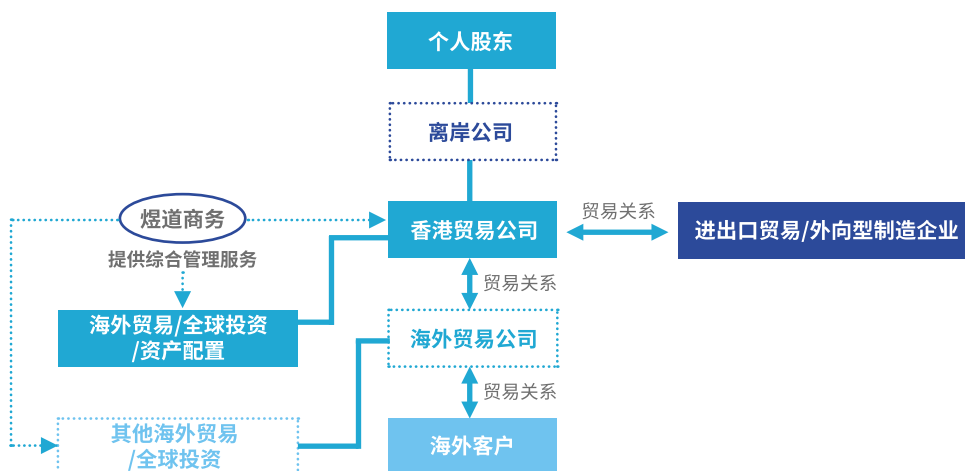 个人股东
离岸公司
煜道商务
提供综合管理服务
香港贸易公司
贸易关系
进出口贸易/外向型制造企业
贸易关系
海外贸易/全球投资
/资产配置
海外贸易公司
贸易关系
其他海外贸易
/全球投资
海外客户